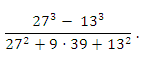 27³ − 13³
27² + 9 · 39 + 13² .